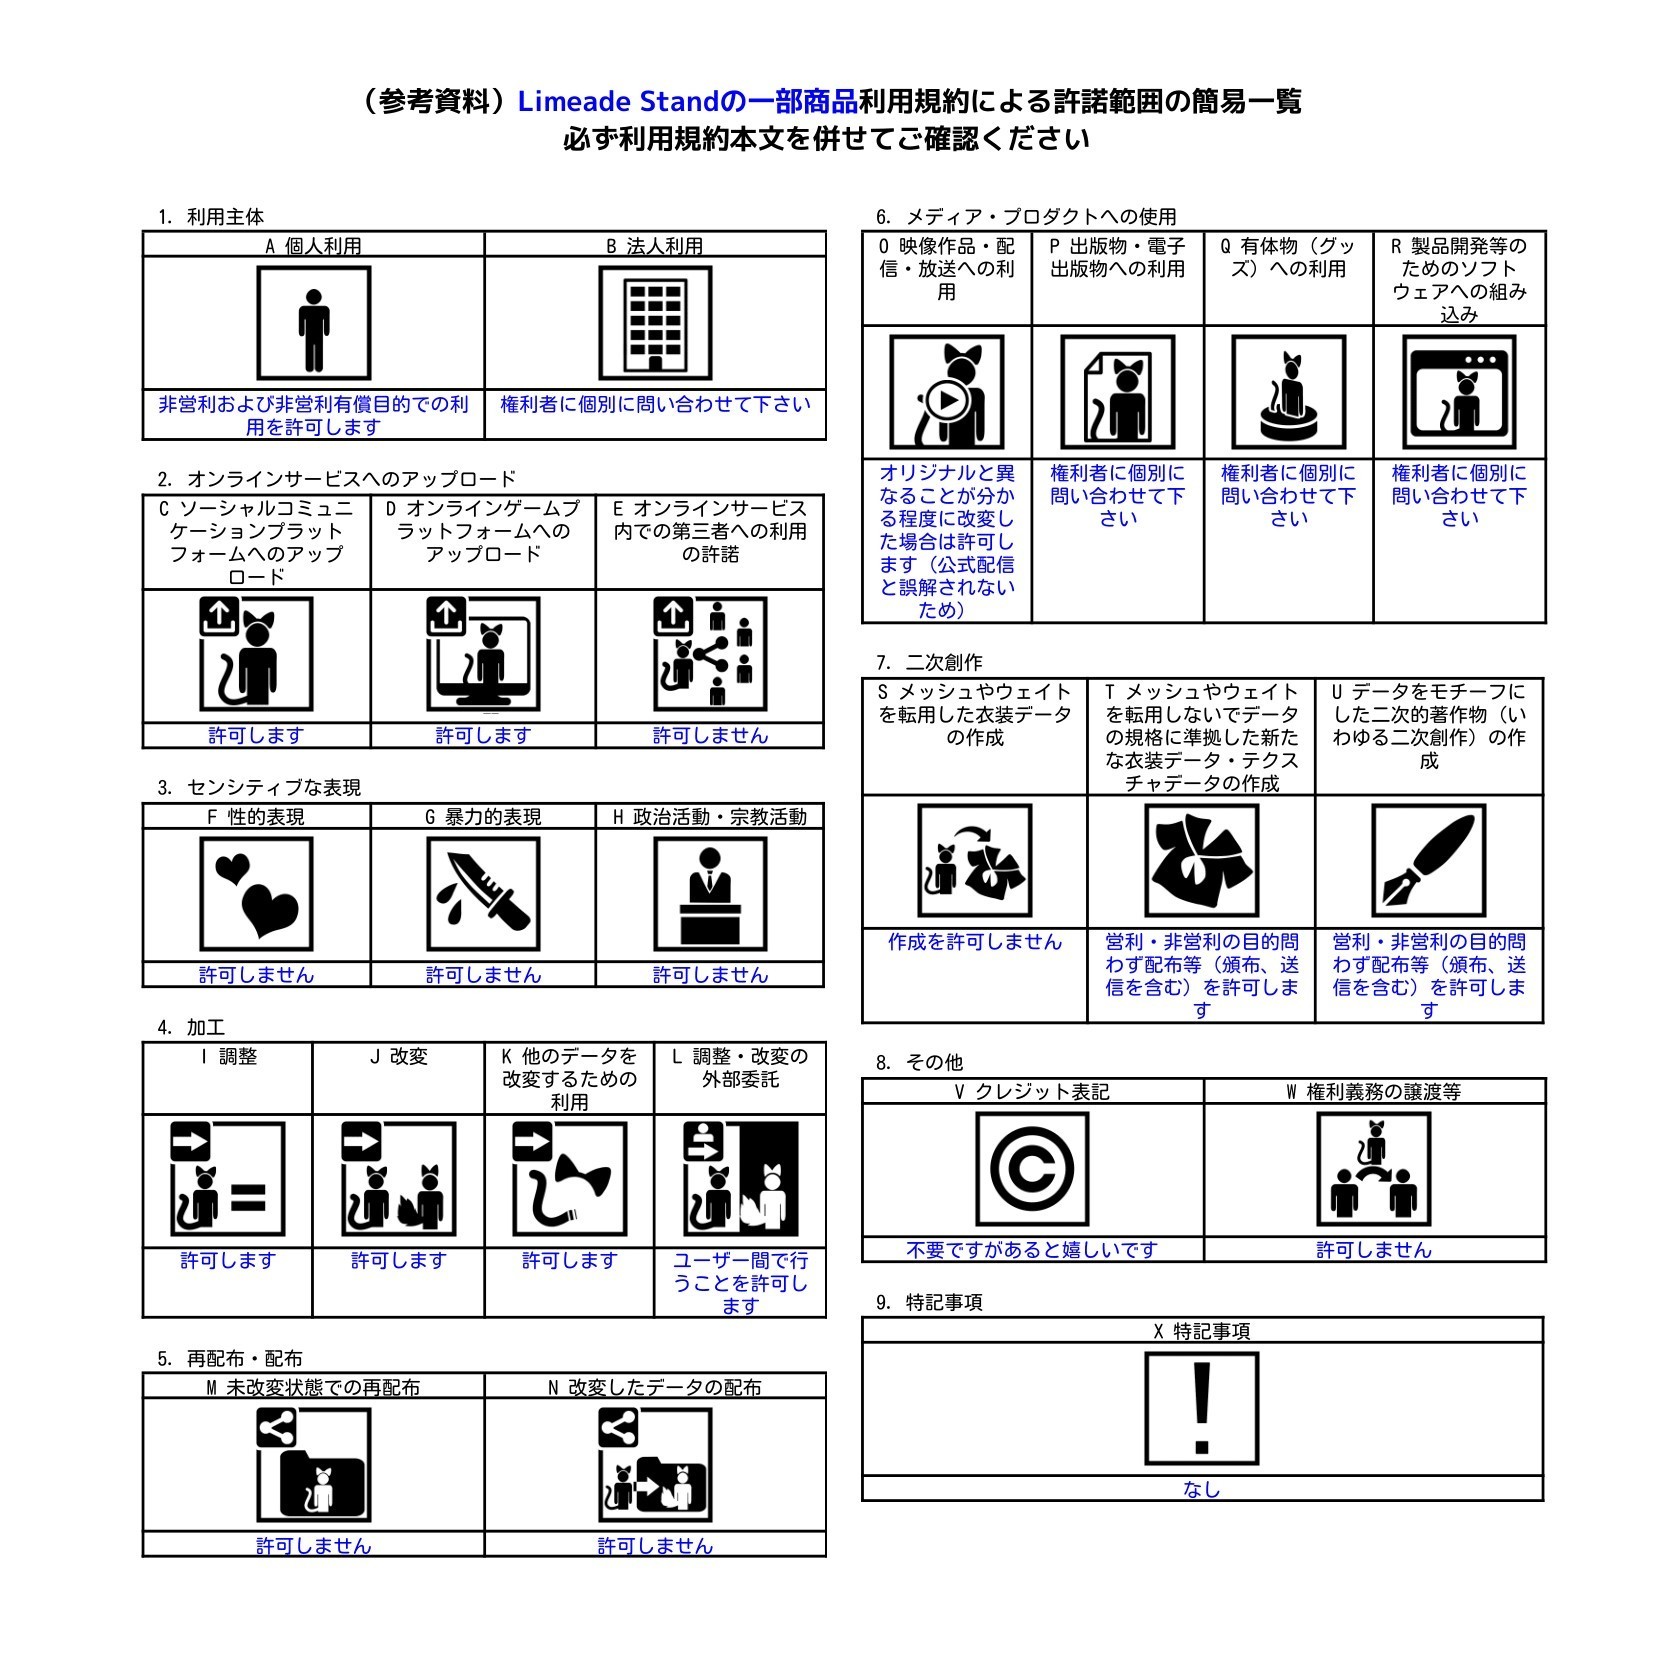 （参考資料）Limeade Standの一部商品利用規約による許諾範囲の簡易一覧
必ず利用規約本文を併せてご確認ください
1. 利用主体
A 個人利用
B 法人利用
非営利および非営利有償目的での利
用を許可します
権利者に個別に問い合わせて下さい
2. オンラインサービスへのアップロード
C ソーシャルコミュニ
ケーションプラット
フォームへのアップ
ロード
D オンラインゲームプ
ラットフォームへの
アップロード
E オンラインサービス
内での第三者への利用
の許諾
許可します
許可します
許可しません
3. センシティブな表現
F 性的表現
G 暴力的表現
H 政治活動・宗教活動
許可しません
許可しません
許可しません
4. 加工
I 調整
J 改変
K 他のデータを
改変するための
利用
L 調整・改変の
外部委託
許可します
許可します
許可します
ユーザー間で行
うことを許可し
ます
5. 再配布・配布
M 未改変状態での再配布
N 改変したデータの配布
許可しません
許可しません
6. メディア・プロダクトへの使用
O 映像作品・配
信・放送への利
用
P 出版物・電子
出版物への利用
Q 有体物（グッ
ズ）への利用
R 製品開発等の
ためのソフト
ウェアへの組み
込み
オリジナルと異
なることが分か
る程度に改変し
た場合は許可し
ます（公式配信
と誤解されない
ため）
権利者に個別に
問い合わせて下
さい
権利者に個別に
問い合わせて下
さい
権利者に個別に
問い合わせて下
さい
7. 二次創作
S メッシュやウェイト
を転用した衣装データ
の作成
T メッシュやウェイト
を転用しないでデータ
の規格に準拠した新た
な衣装データ・テクス
チャデータの作成
U データをモチーフに
した二次的著作物（い
わゆる二次創作）の作
成
作成を許可しません
営利・非営利の目的問
わず配布等（頒布、送
信を含む）を許可しま
す
営利・非営利の目的問
わず配布等（頒布、送
信を含む）を許可しま
す
8. その他
V クレジット表記
W 権利義務の譲渡等
不要ですがあると嬉しいです
許可しません
9. 特記事項
X 特記事項
なし